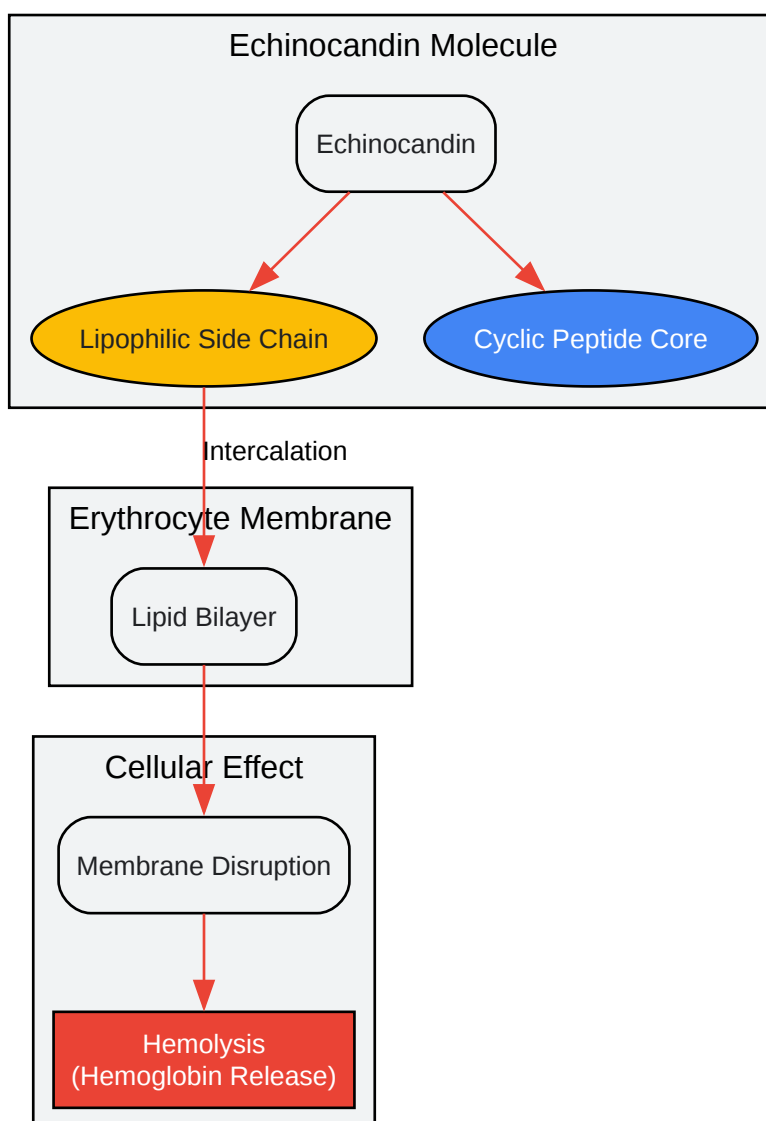 Echinocandin Molecule
Echinocandin
Lipophilic Side Chain
Cyclic Peptide Core
Intercalation
Erythrocyte Membrane
Lipid Bilayer
Cellular Effect
Membrane Disruption
Hemolysis
(Hemoglobin Release)